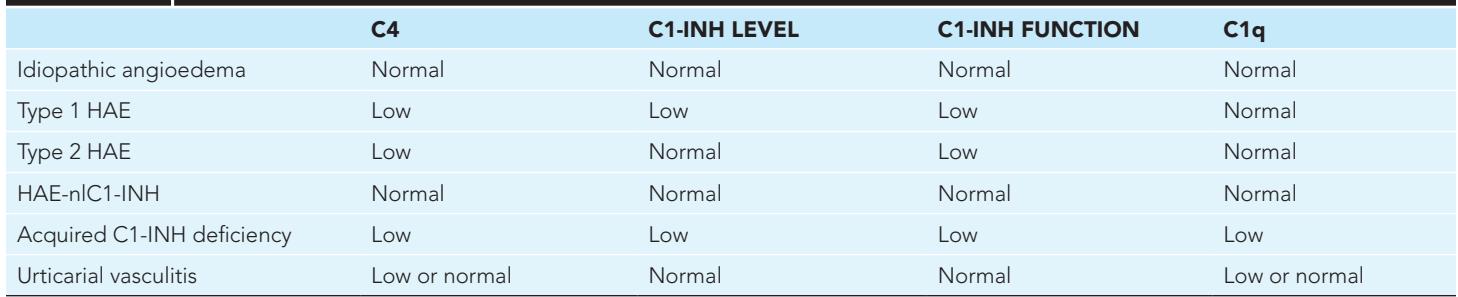 C4 C1-INH LEVEL C1-INH FUNCTION C1q
Idiopathic angioedema Normal Normal Normal Normal
Type 1 HAE Low Low Low Normal
Type 2 HAE Low Normal Low Normal
HAE-nlC1-INH Normal Normal Normal Normal
Acquired C1-INH deficiency Low Low Low Low
Urticarial vasculitis Low or normal Normal Normal Low or normal